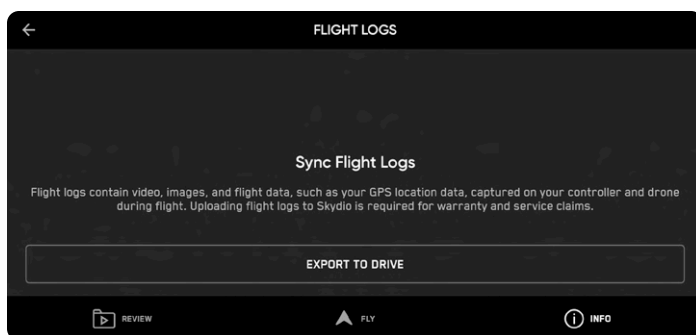 FLIGHT LOGS
Sync Flight Logs
Flight logs contain video, images, and flight data, such as your GPS location data, captured on your controller and drone
during flight. Uploading flight logs to Skydio is required for warranty and service claims.
EXPORT TO DRIVE
REVIEW
FLY
INFO